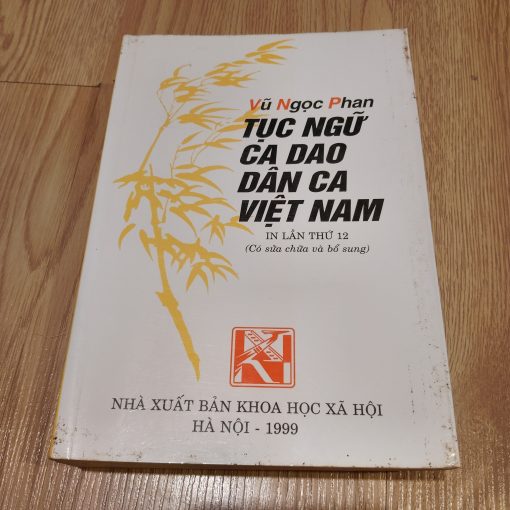 Vũ Ngọc Phan
TỤC NGỮ
CA DAO
DÂN CA
VIỆT NAM
IN LẦN THỨ 12
(Có sửa chữa và bổ sung)
NHÀ XUẤT BẢN KHOA HỌC XÃ HỘI
HÀ NỘI - 1999